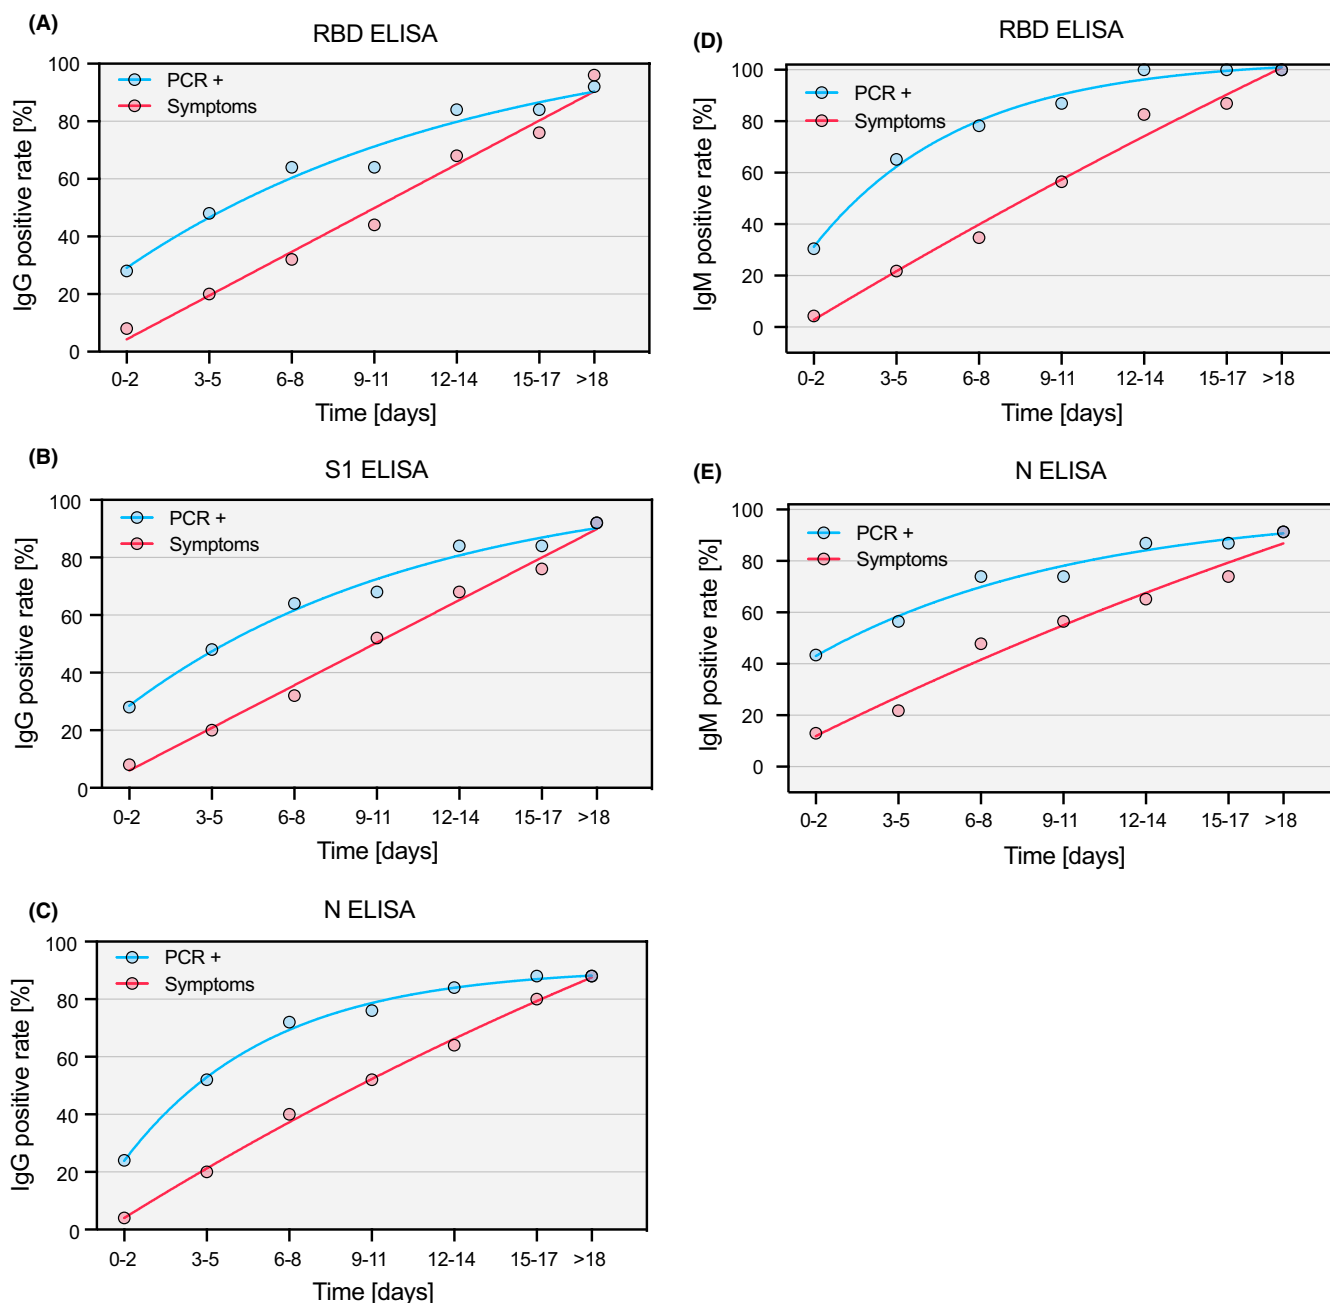 (A)
RBD ELISA
IgG positive rate [%]
100
80
60
40
20
0
PCR +
Symptoms
0-2 3-5 6-8 9-11 12-14 15-17 >18
Time [days]
(B)
S1 ELISA
IgG positive rate [%]
100
80
60
40
20
0
PCR +
Symptoms
0-2 3-5 6-8 9-11 12-14 15-17 >18
Time [days]
(C)
N ELISA
IgG positive rate [%]
100
80
60
40
20
0
PCR +
Symptoms
0-2 3-5 6-8 9-11 12-14 15-17 >18
Time [days]
(D)
RBD ELISA
IgM positive rate [%]
100
80
60
40
20
0
PCR +
Symptoms
0-2 3-5 6-8 9-11 12-14 15-17 >18
Time [days]
(E)
N ELISA
IgM positive rate [%]
100
80
60
40
20
0
PCR +
Symptoms
0-2 3-5 6-8 9-11 12-14 15-17 >18
Time [days]